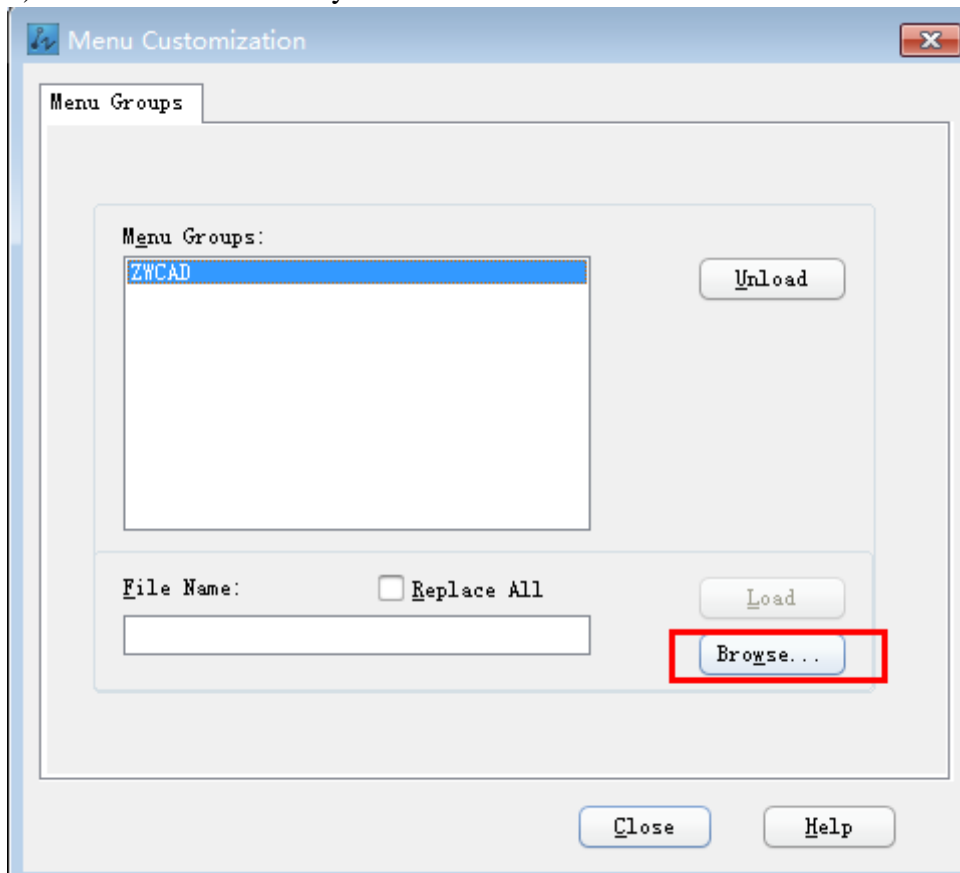 Menu Customization
Menu Groups
Menu Groups:
ZWCAD
Unload
File Name:
Replace All
Load
Browse...
Close
Help